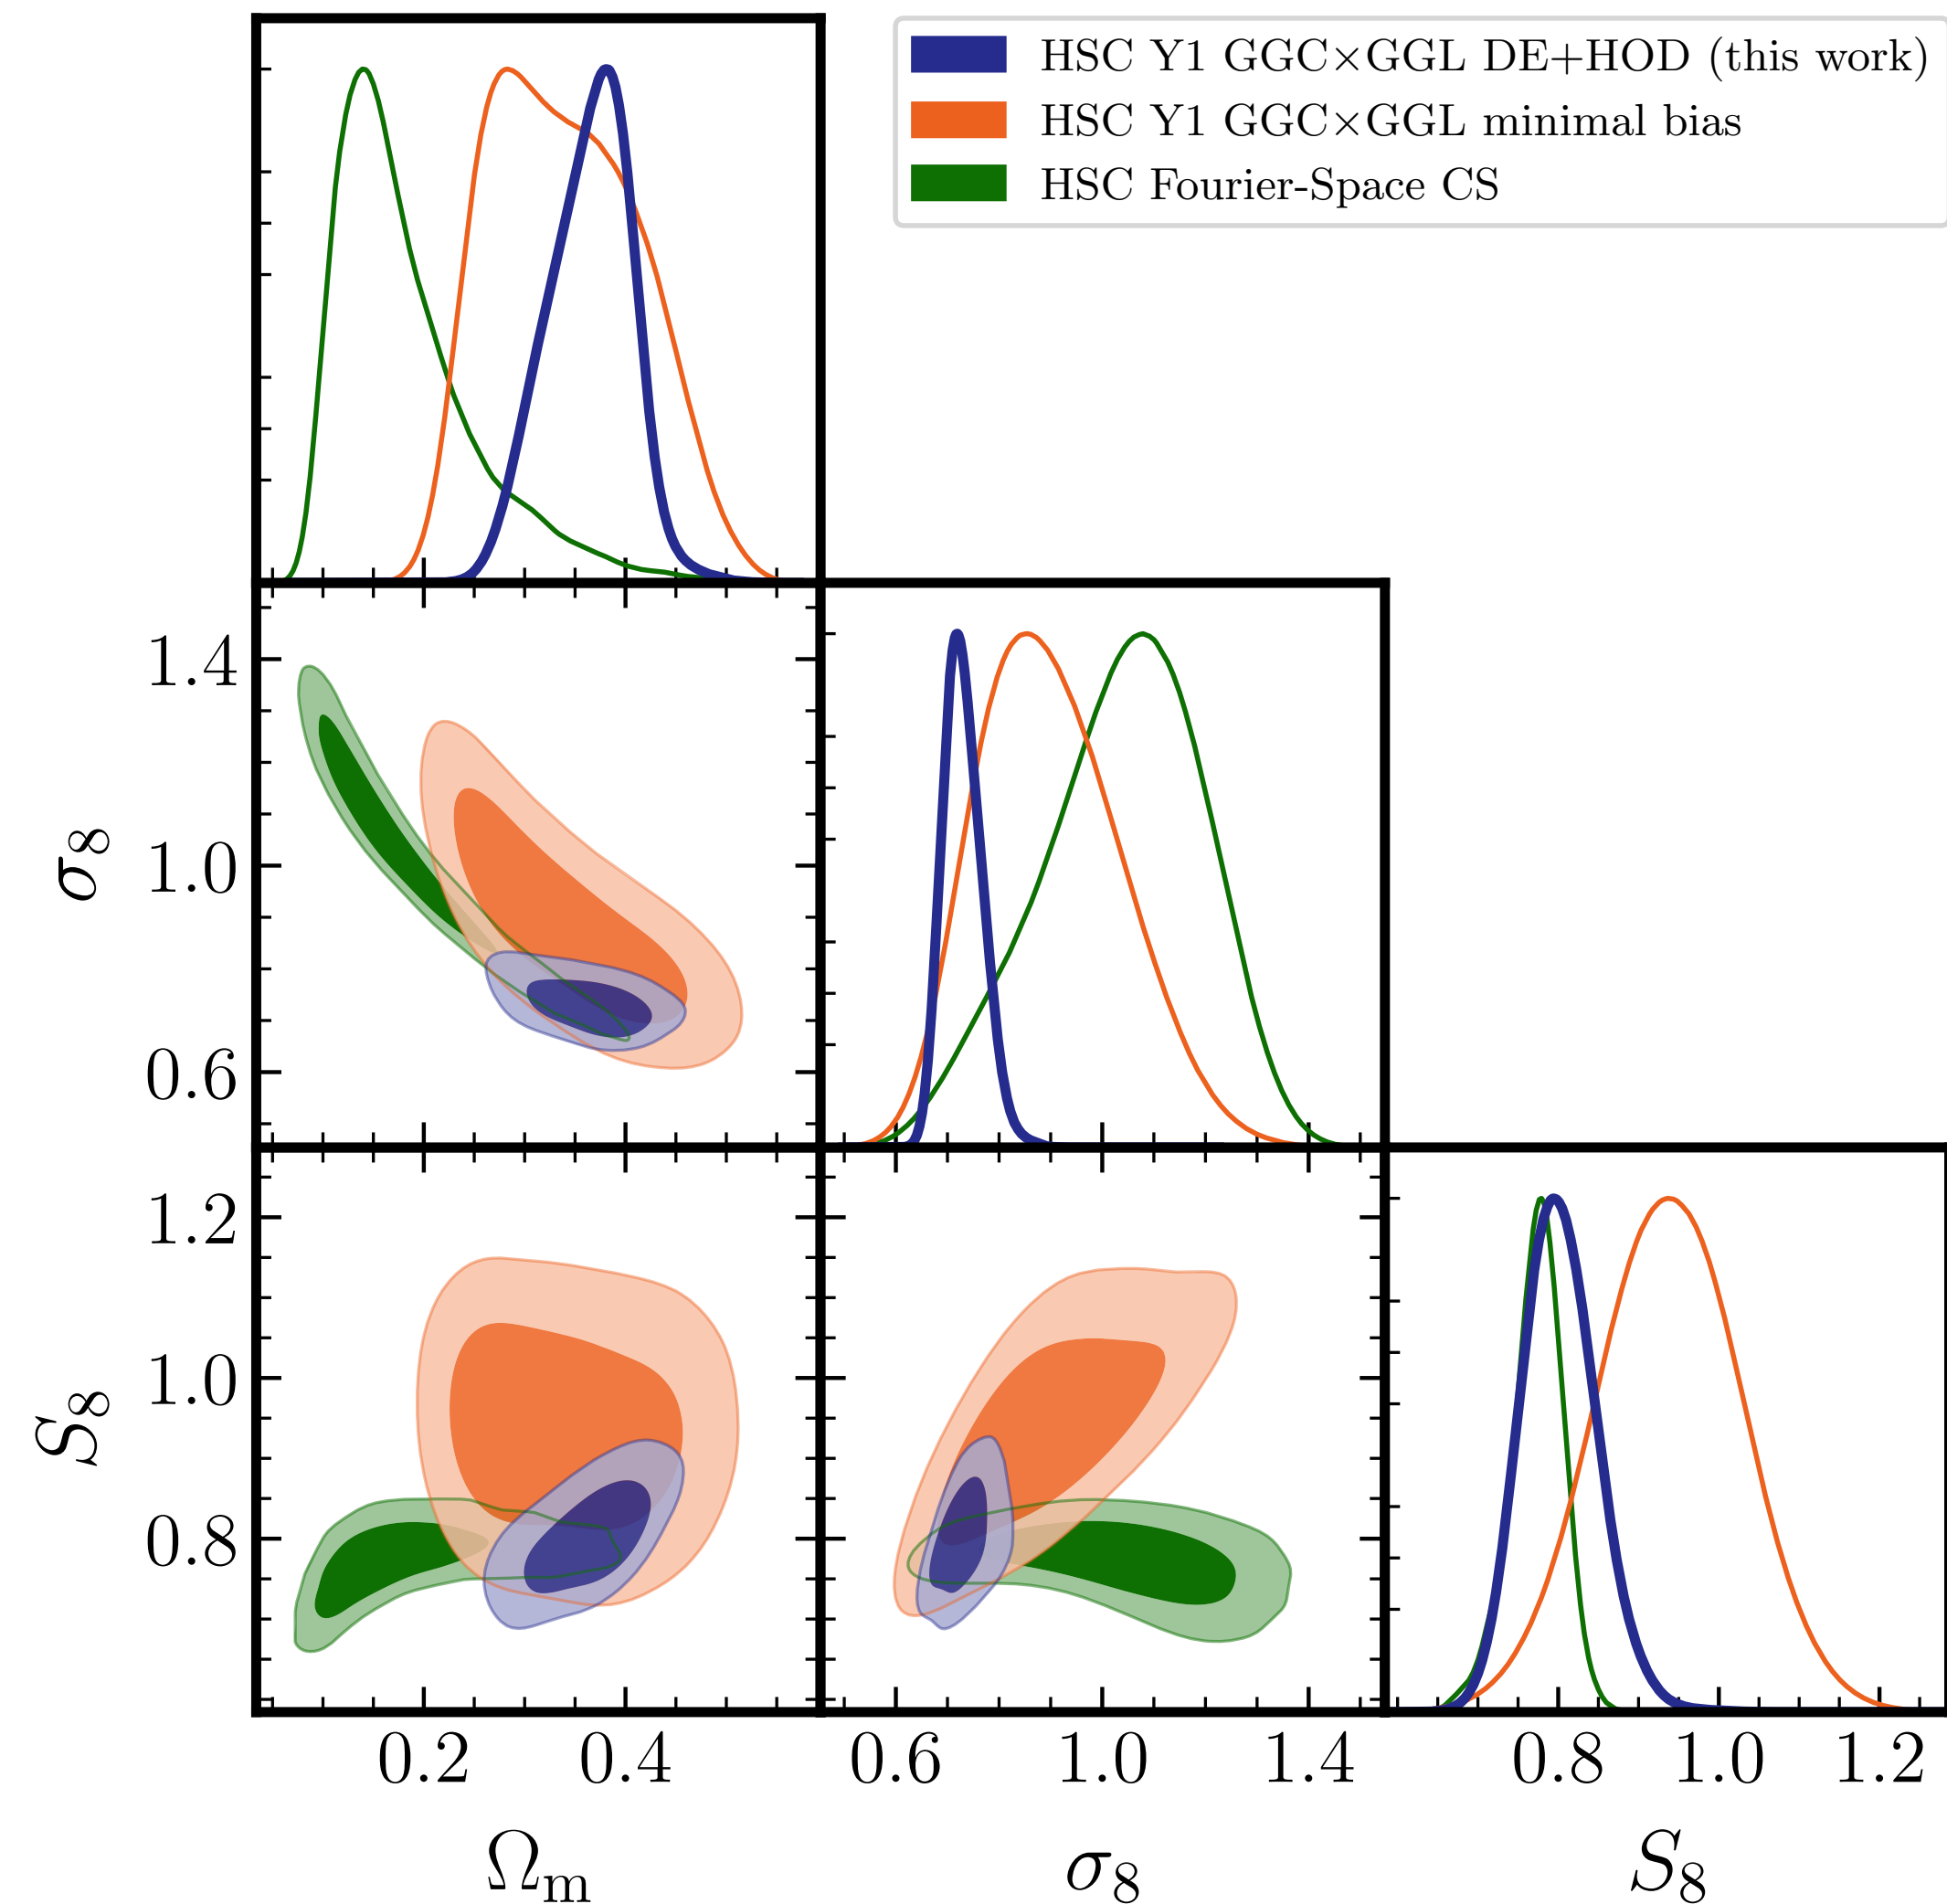 HSC Y1 GGC×GGL DE+HOD (this work)
HSC Y1 GGC×GGL minimal bias
HSC Fourier-Space CS
1.4
1.0
0.6
σ8
1.2
1.0
0.8
S8
0.2 0.4 0.6 1.0 1.4 0.8 1.0 1.2
Ωm σ8 S8